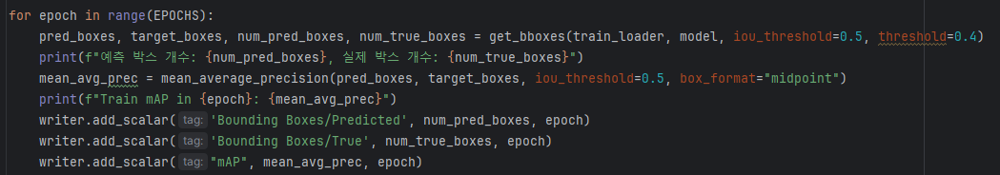 for epoch in range(EPOCHS):
    pred_boxes, target_boxes, num_pred_boxes, num_true_boxes = get_bboxes(train_loader, model, iou_threshold=0.5, threshold=0.4)
    print(f"예측 박스 개수: {num_pred_boxes}, 실제 박스 개수: {num_true_boxes}")
    mean_avg_prec = mean_average_precision(pred_boxes, target_boxes, iou_threshold=0.5, box_format="midpoint")
    print(f"Train mAP in {epoch}: {mean_avg_prec}")
    writer.add_scalar( tag: 'Bounding Boxes/Predicted', num_pred_boxes, epoch)
    writer.add_scalar( tag: 'Bounding Boxes/True', num_true_boxes, epoch)
    writer.add_scalar( tag: "mAP", mean_avg_prec, epoch)